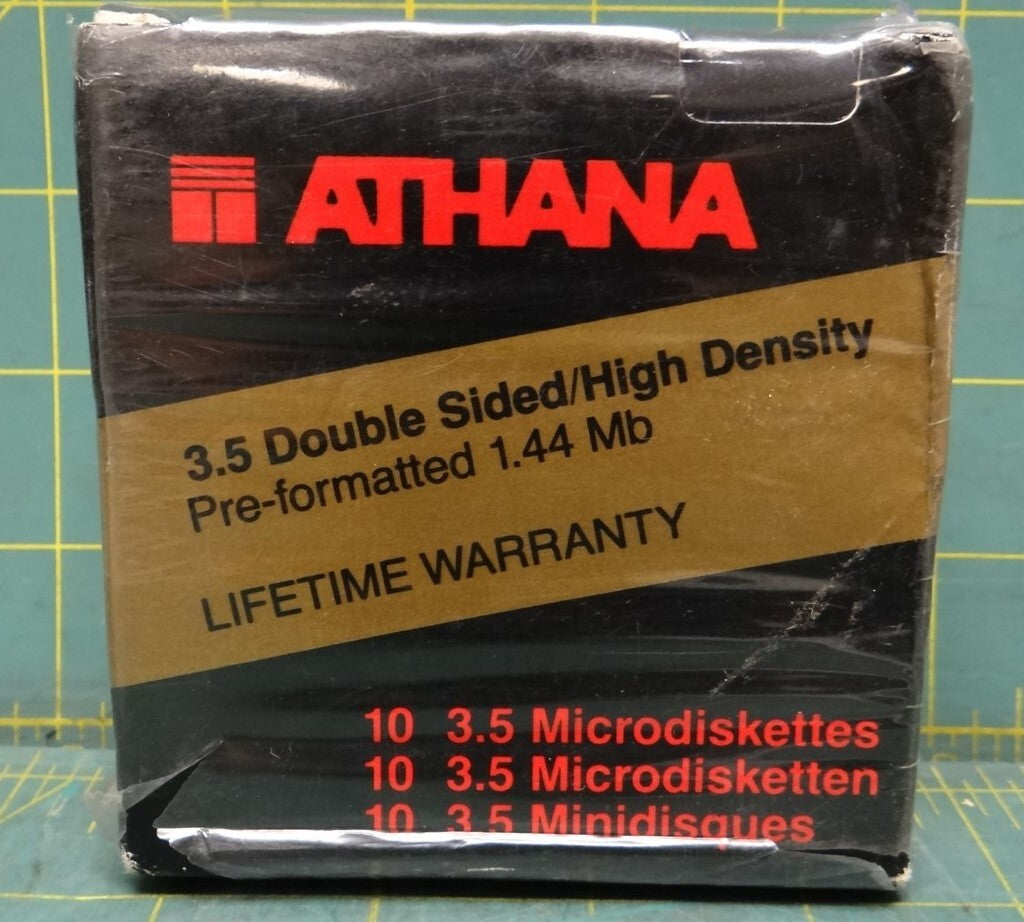 ATHANA
3.5 Double Sided/High Density
Pre-formatted 1.44 Mb
LIFETIME WARRANTY
10 3.5 Microdiskettes
10 3.5 Microdisketten
10 3.5 Minidisques